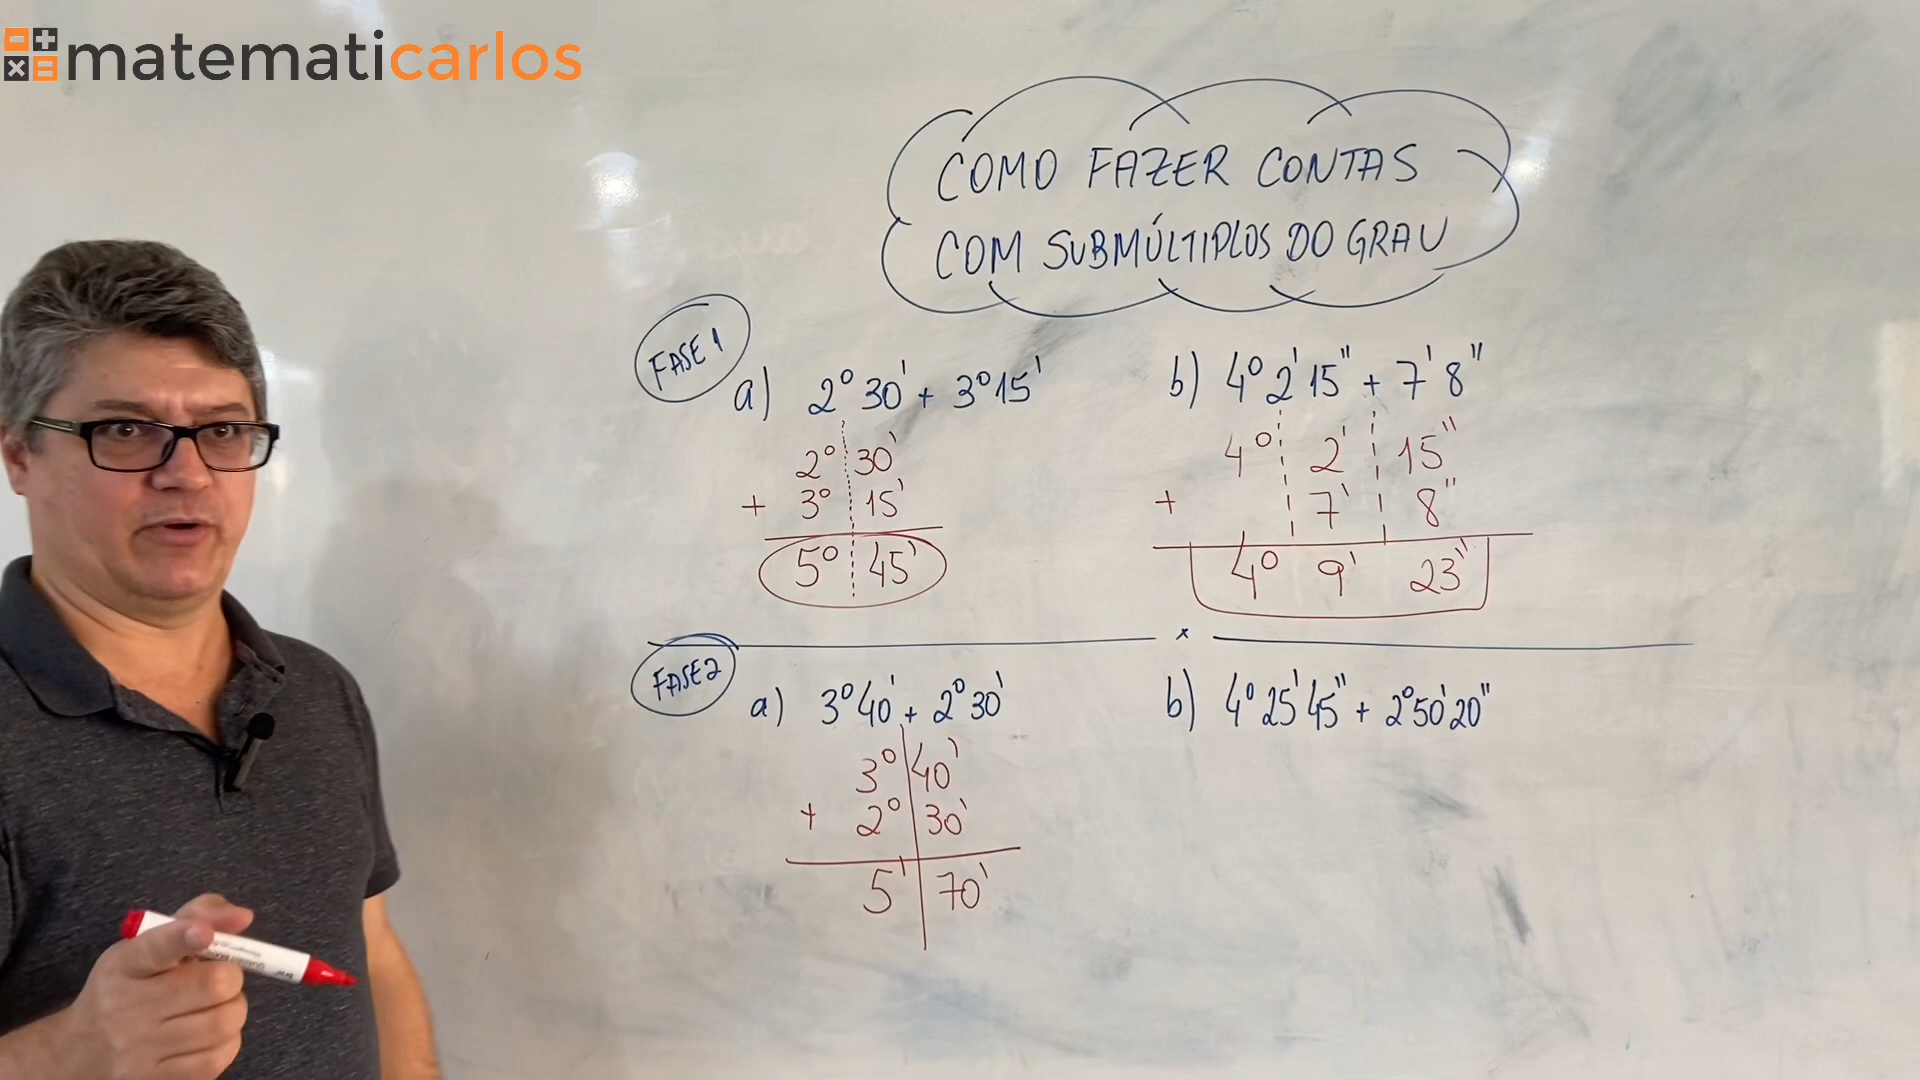 matematicarlos
COMO FAZER CONTAS
COM SUBMÚLTIPLOS DO GRAU
FASE 1
a) 2° 30' + 3° 15'
2° 30'
+ 3° 15'
5° 45'
b) 4° 2' 15" + 7' 8"
4° 2' 15"
+ 7' 8"
4° 9' 23"
x
FASE 2
a) 3° 40' + 2° 30'
3° 40'
+ 2° 30'
5' 70'
b) 4° 25' 45" + 2° 50' 20"